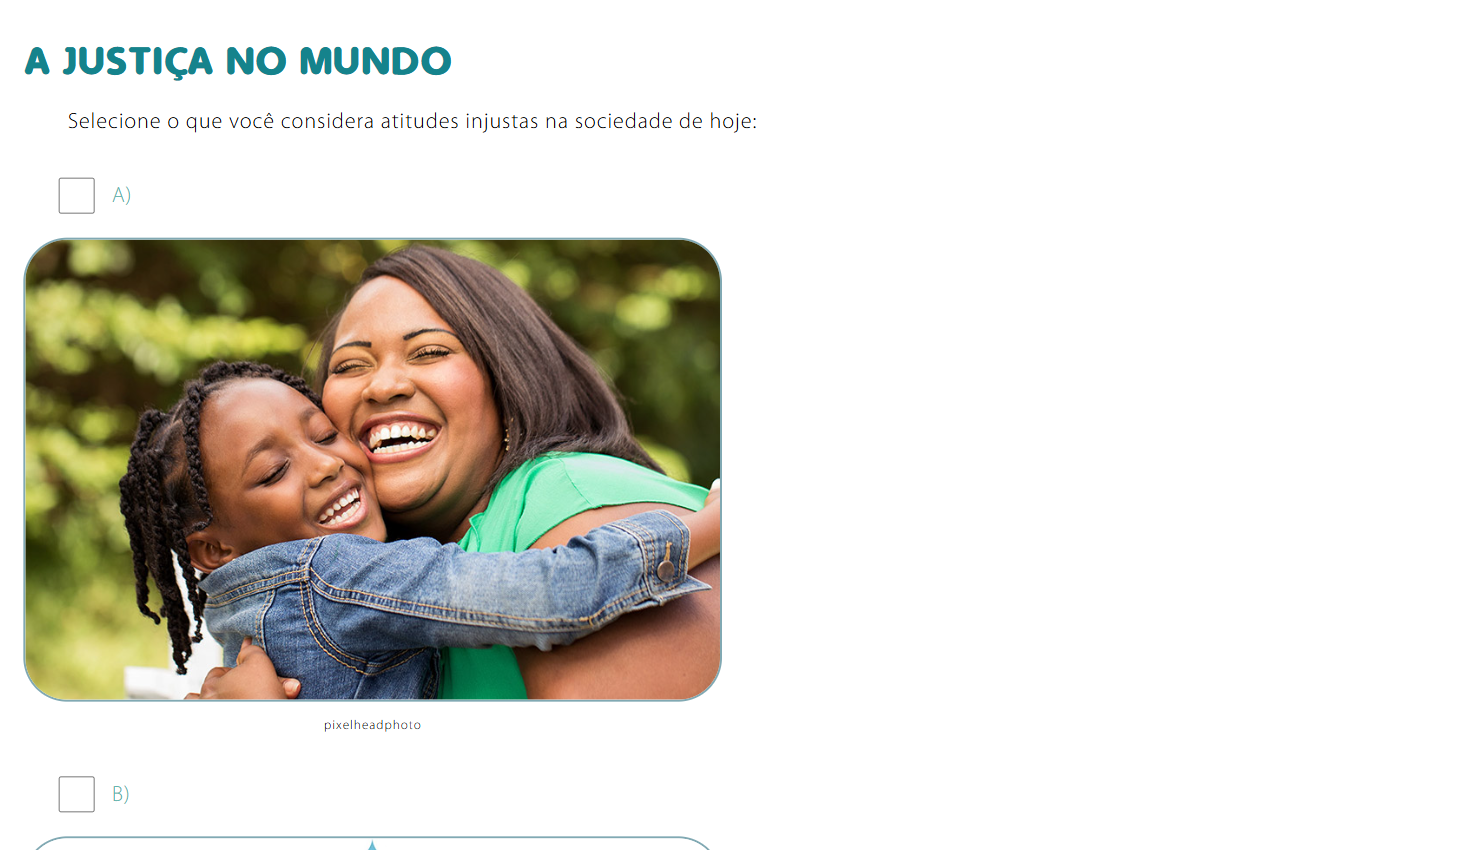 A JUSTIÇA NO MUNDO
Selecione o que você considera atitudes injustas na sociedade de hoje:
A)
pixelheadphoto
B)